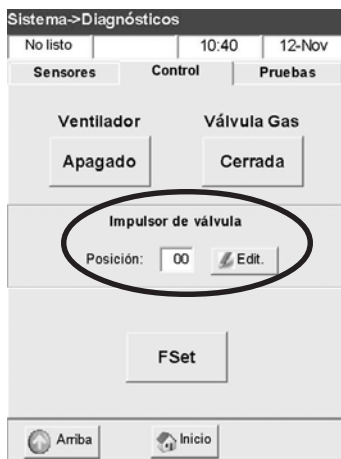 Sistema->Diagnósticos
No listo 10:40 12-Nov
Sensores Control Pruebas
Ventilador Válvula Gas
Apagado Cerrada
Impulsor de válvula
Posición: 00 Edit.
FSet
Arriba Inicio